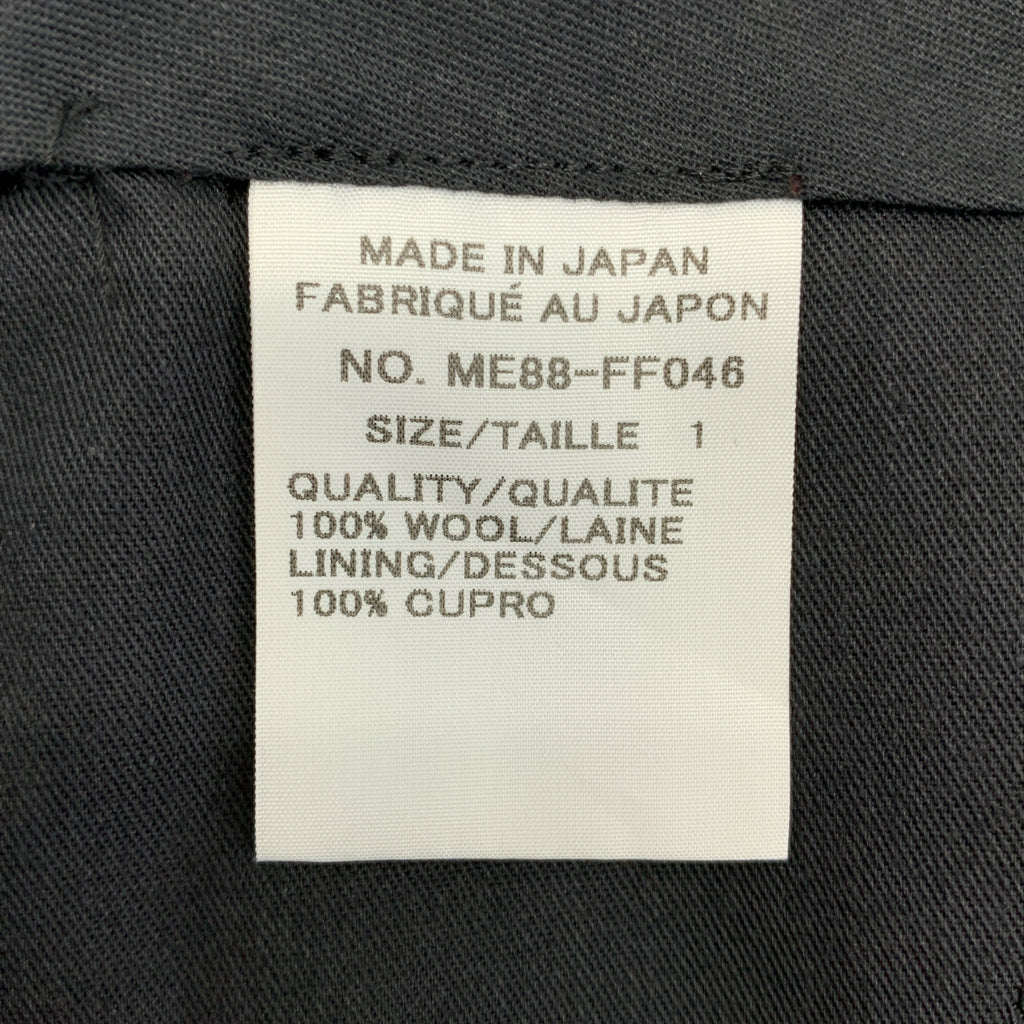 MADE IN JAPAN
FABRIQUÉ AU JAPON
NO. ME88-FF046
SIZE/TAILLE 1
QUALITY/QUALITE
100% WOOL/LAINE
LINING/DESSOUS
100% CUPRO